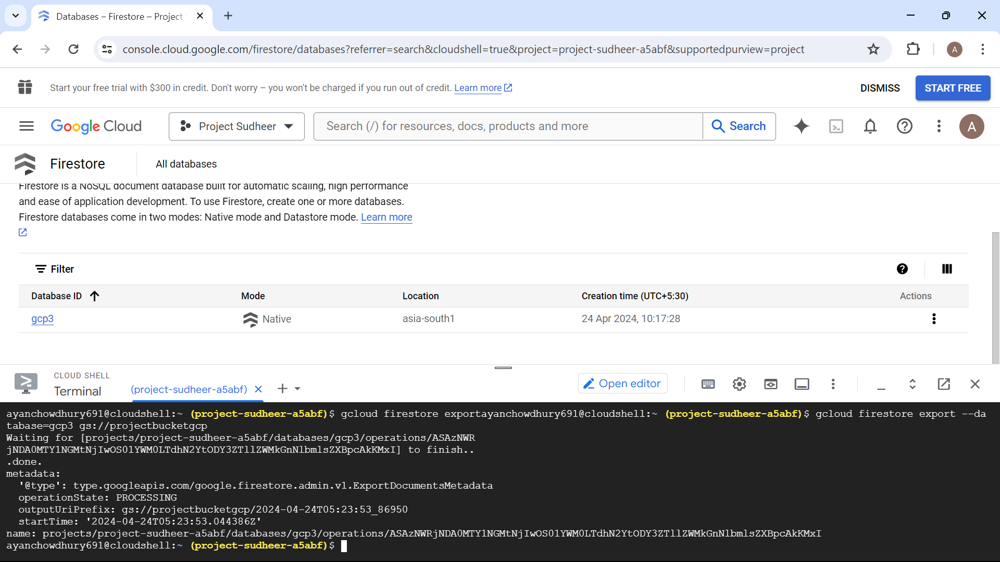 Databases – Firestore – Project
console.cloud.google.com/firestore/databases?referrer=search&cloudshell=true&project=project-sudheer-a5abf&supportedpurview=project
A
Start your free trial with $300 in credit. Don't worry – you won't be charged if you run out of credit. Learn more
DISMISS
START FREE
Google Cloud
Project Sudheer
Search (/) for resources, docs, products and more
Search
A
Firestore
All databases
Firestore is a NoSQL document database built for automatic scaling, high performance
and ease of application development. To use Firestore, create one or more databases.
Firestore databases come in two modes: Native mode and Datastore mode. Learn more
Filter
Database ID Mode Location Creation time (UTC+5:30) Actions
gcp3 Native asia-south1 24 Apr 2024, 10:17:28
CLOUD SHELL
Terminal
(project-sudheer-a5abf)
Open editor
ayanchowdhury691@cloudshell:~ (project-sudheer-a5abf)$ gcloud firestore exportayanchowdhury691@cloudshell:~ (project-sudheer-a5abf)$ gcloud firestore export --da
tabase=gcp3 gs://projectbucketgcp
Waiting for [projects/project-sudheer-a5abf/databases/gcp3/operations/ASAzNWR
jNDA0MTY1NGMtNjIwOS01YWM0LTdhN2YtODY3ZTllZWMkGnNlbmlsZXBpcAkKMxI] to finish..
.done.
metadata:
'@type': type.googleapis.com/google.firestore.admin.v1.ExportDocumentsMetadata
operationState: PROCESSING
outputUriPrefix: gs://projectbucketgcp/2024-04-24T05:23:53_86950
startTime: '2024-04-24T05:23:53.044386Z'
name: projects/project-sudheer-a5abf/databases/gcp3/operations/ASAzNWRjNDA0MTY1NGMtNjIwOS01YWM0LTdhN2YtODY3ZTllZWMkGnNlbmlsZXBpcAkKMxI
ayanchowdhury691@cloudshell:~ (project-sudheer-a5abf)$